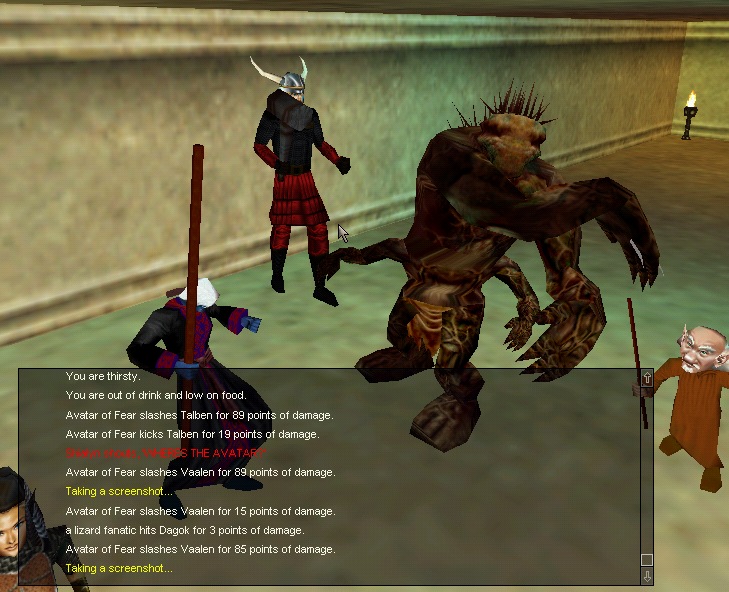 You are thirsty.
You are out of drink and low on food.
Avatar of Fear slashes Talben for 89 points of damage.
Avatar of Fear kicks Talben for 19 points of damage.
THE AVATAR
Avatar of Fear slashes Vaalen for 89 points of damage.
Taking a screenshot...
Avatar of Fear slashes Vaalen for 15 points of damage.
a lizard fanatic hits Dagok for 3 points of damage.
Avatar of Fear slashes Vaalen for 85 points of damage.
Taking a screenshot...